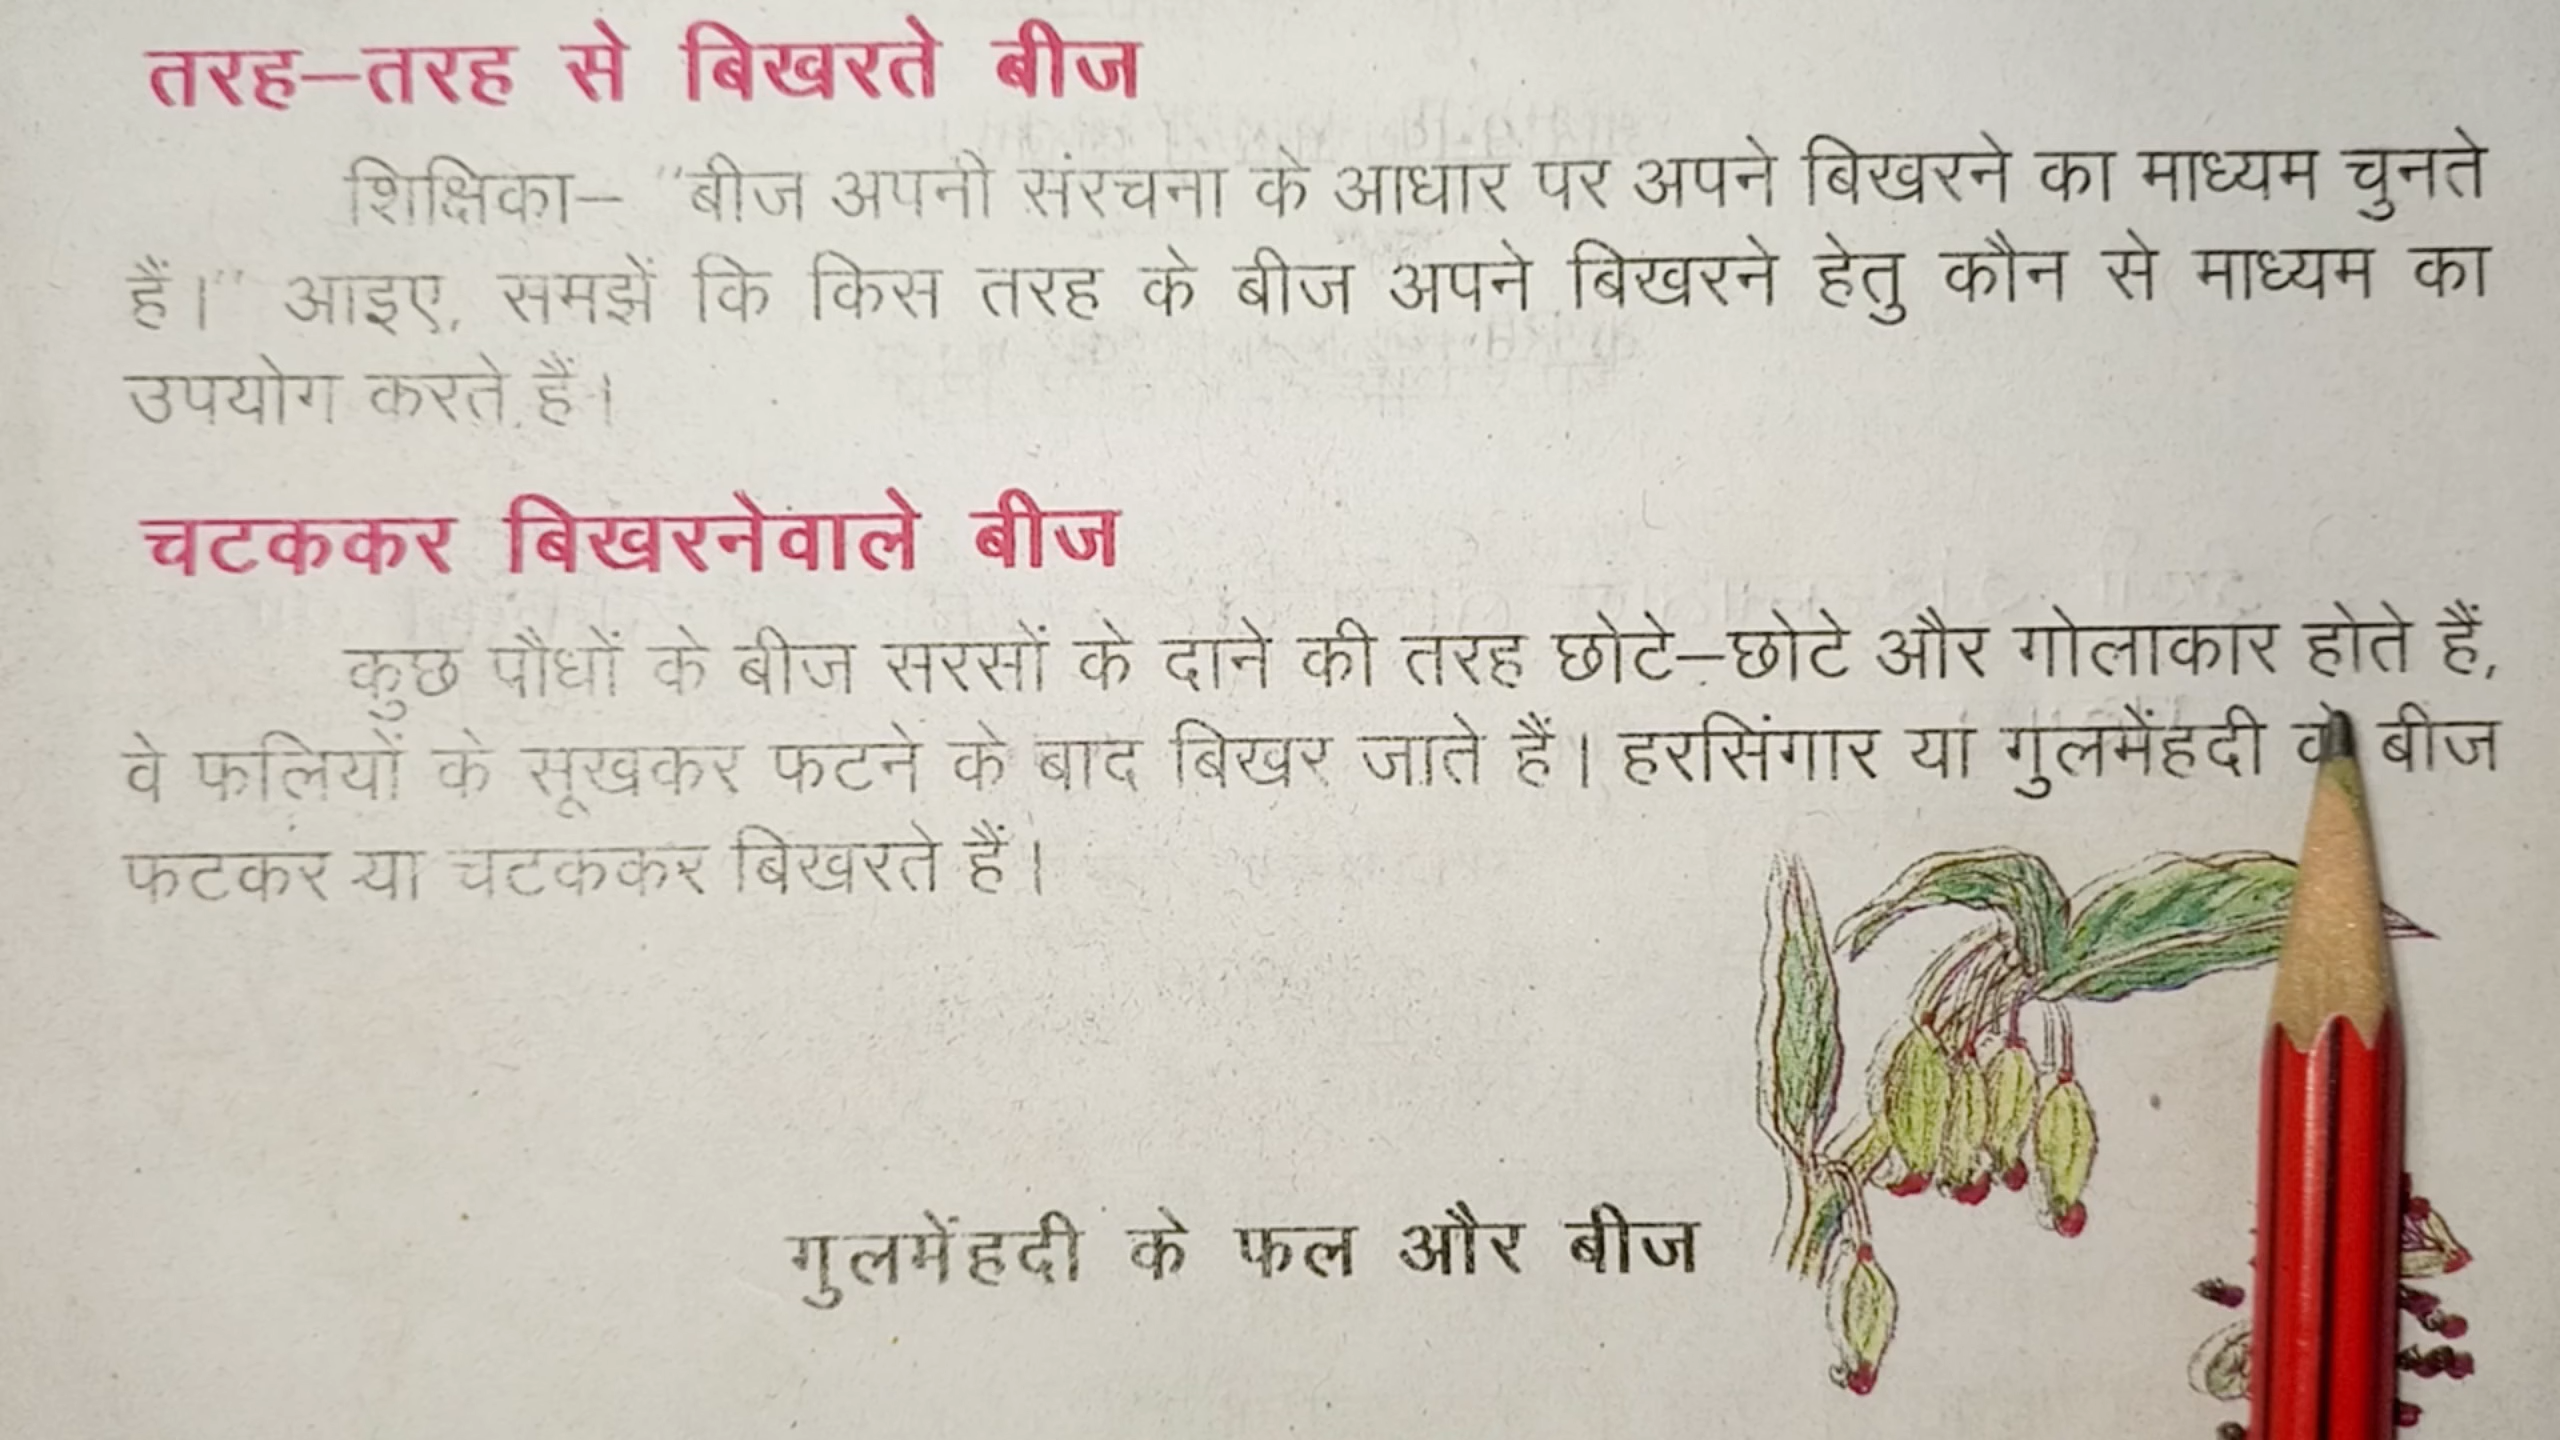 तरह–तरह से बिखरते बीज
शिक्षिका– "बीज अपनी संरचना के आधार पर अपने बिखरने का माध्यम चुनते
हैं।" आइए, समझें कि किस तरह के बीज अपने बिखरने हेतु कौन से माध्यम का
उपयोग करते हैं।
चटककर बिखरनेवाले बीज
कुछ पौधों के बीज सरसों के दाने की तरह छोटे–छोटे और गोलाकार होते हैं,
वे फलियों के सूखकर फटने के बाद बिखर जाते हैं। हरसिंगार या गुलमेंहदी के बीज
फटकर या चटककर बिखरते हैं।
गुलमेंहदी के फल और बीज